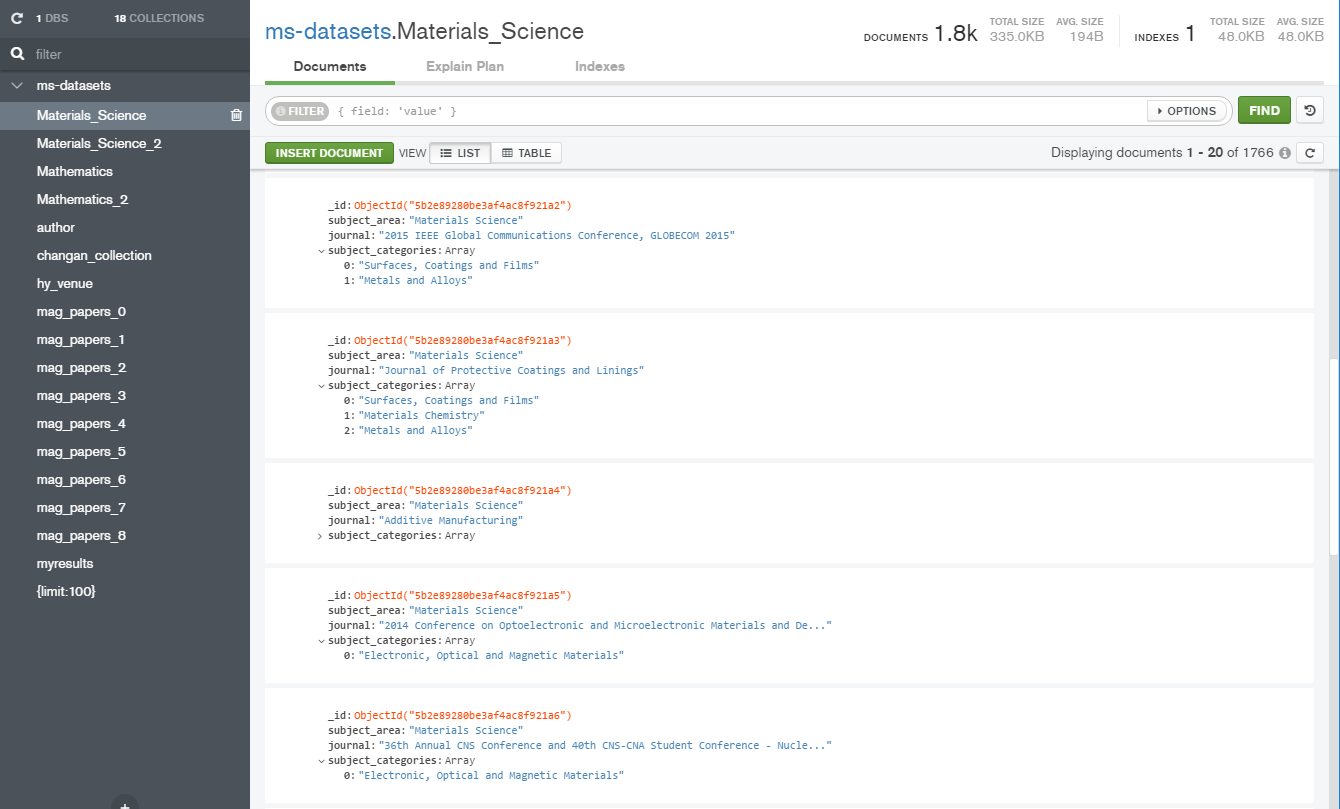 1 DBS 18 COLLECTIONS
filter
ms-datasets
Materials_Science
Materials_Science_2
Mathematics
Mathematics_2
author
changan_collection
hy_venue
mag_papers_0
mag_papers_1
mag_papers_2
mag_papers_3
mag_papers_4
mag_papers_5
mag_papers_6
mag_papers_7
mag_papers_8
myresults
{limit:100}
ms-datasets.Materials_Science
DOCUMENTS 1.8k TOTAL SIZE 335.0KB AVG. SIZE 194B INDEXES 1 TOTAL SIZE 48.0KB AVG. SIZE 48.0KB
Documents Explain Plan Indexes
FILTER { field: 'value' } OPTIONS FIND
INSERT DOCUMENT VIEW LIST TABLE Displaying documents 1 - 20 of 1766
_id: ObjectId("5b2e89280be3af4ac8f921a2")
subject_area: "Materials Science"
journal: "2015 IEEE Global Communications Conference, GLOBECOM 2015"
subject_categories: Array
0: "Surfaces, Coatings and Films"
1: "Metals and Alloys"
_id: ObjectId("5b2e89280be3af4ac8f921a3")
subject_area: "Materials Science"
journal: "Journal of Protective Coatings and Linings"
subject_categories: Array
0: "Surfaces, Coatings and Films"
1: "Materials Chemistry"
2: "Metals and Alloys"
_id: ObjectId("5b2e89280be3af4ac8f921a4")
subject_area: "Materials Science"
journal: "Additive Manufacturing"
subject_categories: Array
_id: ObjectId("5b2e89280be3af4ac8f921a5")
subject_area: "Materials Science"
journal: "2014 Conference on Optoelectronic and Microelectronic Materials and De..."
subject_categories: Array
0: "Electronic, Optical and Magnetic Materials"
_id: ObjectId("5b2e89280be3af4ac8f921a6")
subject_area: "Materials Science"
journal: "36th Annual CNS Conference and 40th CNS-CNA Student Conference - Nucle..."
subject_categories: Array
0: "Electronic, Optical and Magnetic Materials"